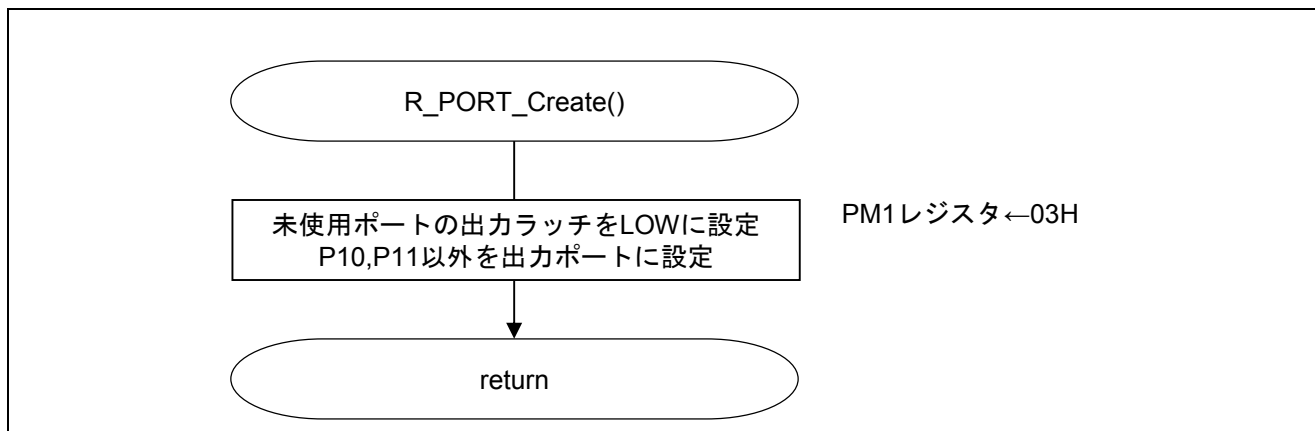 R_PORT_Create()
未使用ポートの出力ラッチをLOWに設定
P10,P11以外を出力ポートに設定
PM1レジスタ←03H
return